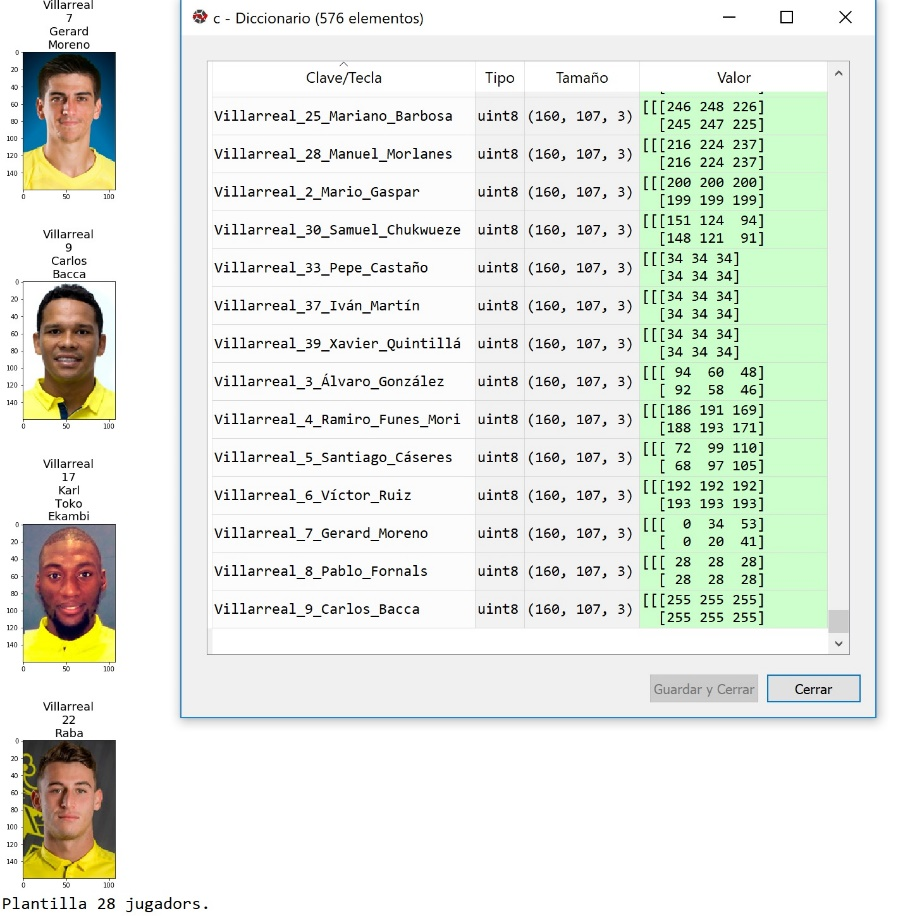 Villarreal
7
Gerard
Moreno
0
20
40
60
80
100
120
140
0 50 100
Villarreal
9
Carlos
Bacca
0
20
40
60
80
100
120
140
0 50 100
Villarreal
17
Karl
Toko
Ekambi
0
20
40
60
80
100
120
140
0 50 100
Villarreal
22
Raba
0
20
40
60
80
100
120
140
0 50 100
Plantilla 28 jugadors.
c - Diccionario (576 elementos)
Clave/Tecla Tipo Tamaño Valor
Villarreal_25_Mariano_Barbosa uint8 (160, 107, 3) [[[246 248 226]
[245 247 225]
Villarreal_28_Manuel_Morlanes uint8 (160, 107, 3) [[[216 224 237]
[216 224 237]
Villarreal_2_Mario_Gaspar uint8 (160, 107, 3) [[[200 200 200]
[199 199 199]
Villarreal_30_Samuel_Chukwueze uint8 (160, 107, 3) [[[151 124 94]
[148 121 91]
Villarreal_33_Pepe_Castaño uint8 (160, 107, 3) [[[34 34 34]
[34 34 34]
Villarreal_37_Iván_Martín uint8 (160, 107, 3) [[[34 34 34]
[34 34 34]
Villarreal_39_Xavier_Quintillá uint8 (160, 107, 3) [[[34 34 34]
[34 34 34]
Villarreal_3_Álvaro_González uint8 (160, 107, 3) [[[ 94 60 48]
[ 92 58 46]
Villarreal_4_Ramiro_Funes_Mori uint8 (160, 107, 3) [[[186 191 169]
[188 193 171]
Villarreal_5_Santiago_Cáseres uint8 (160, 107, 3) [[[ 72 99 110]
[ 68 97 105]
Villarreal_6_Víctor_Ruiz uint8 (160, 107, 3) [[[192 192 192]
[193 193 193]
Villarreal_7_Gerard_Moreno uint8 (160, 107, 3) [[[ 0 34 53]
[ 0 20 41]
Villarreal_8_Pablo_Fornals uint8 (160, 107, 3) [[[ 28 28 28]
[ 28 28 28]
Villarreal_9_Carlos_Bacca uint8 (160, 107, 3) [[[255 255 255]
[255 255 255]
Guardar y Cerrar Cerrar